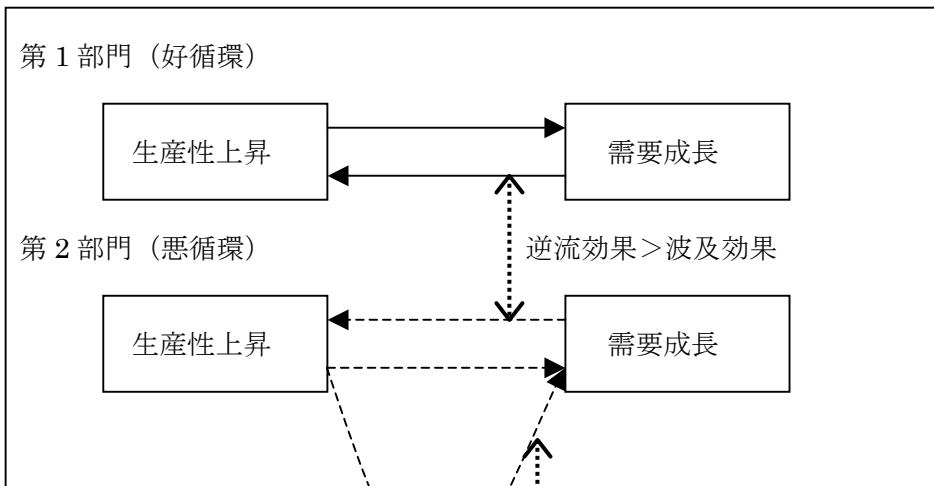 第 1 部門（好循環）
生産性上昇
需要成長
第 2 部門（悪循環）
逆流効果＞波及効果
生産性上昇
需要成長